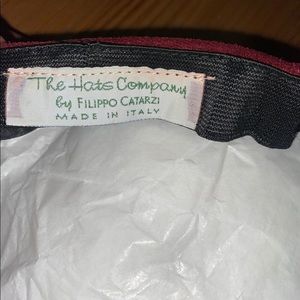 The Hats Company
by FILIPPO CATARZI
MADE IN ITALY